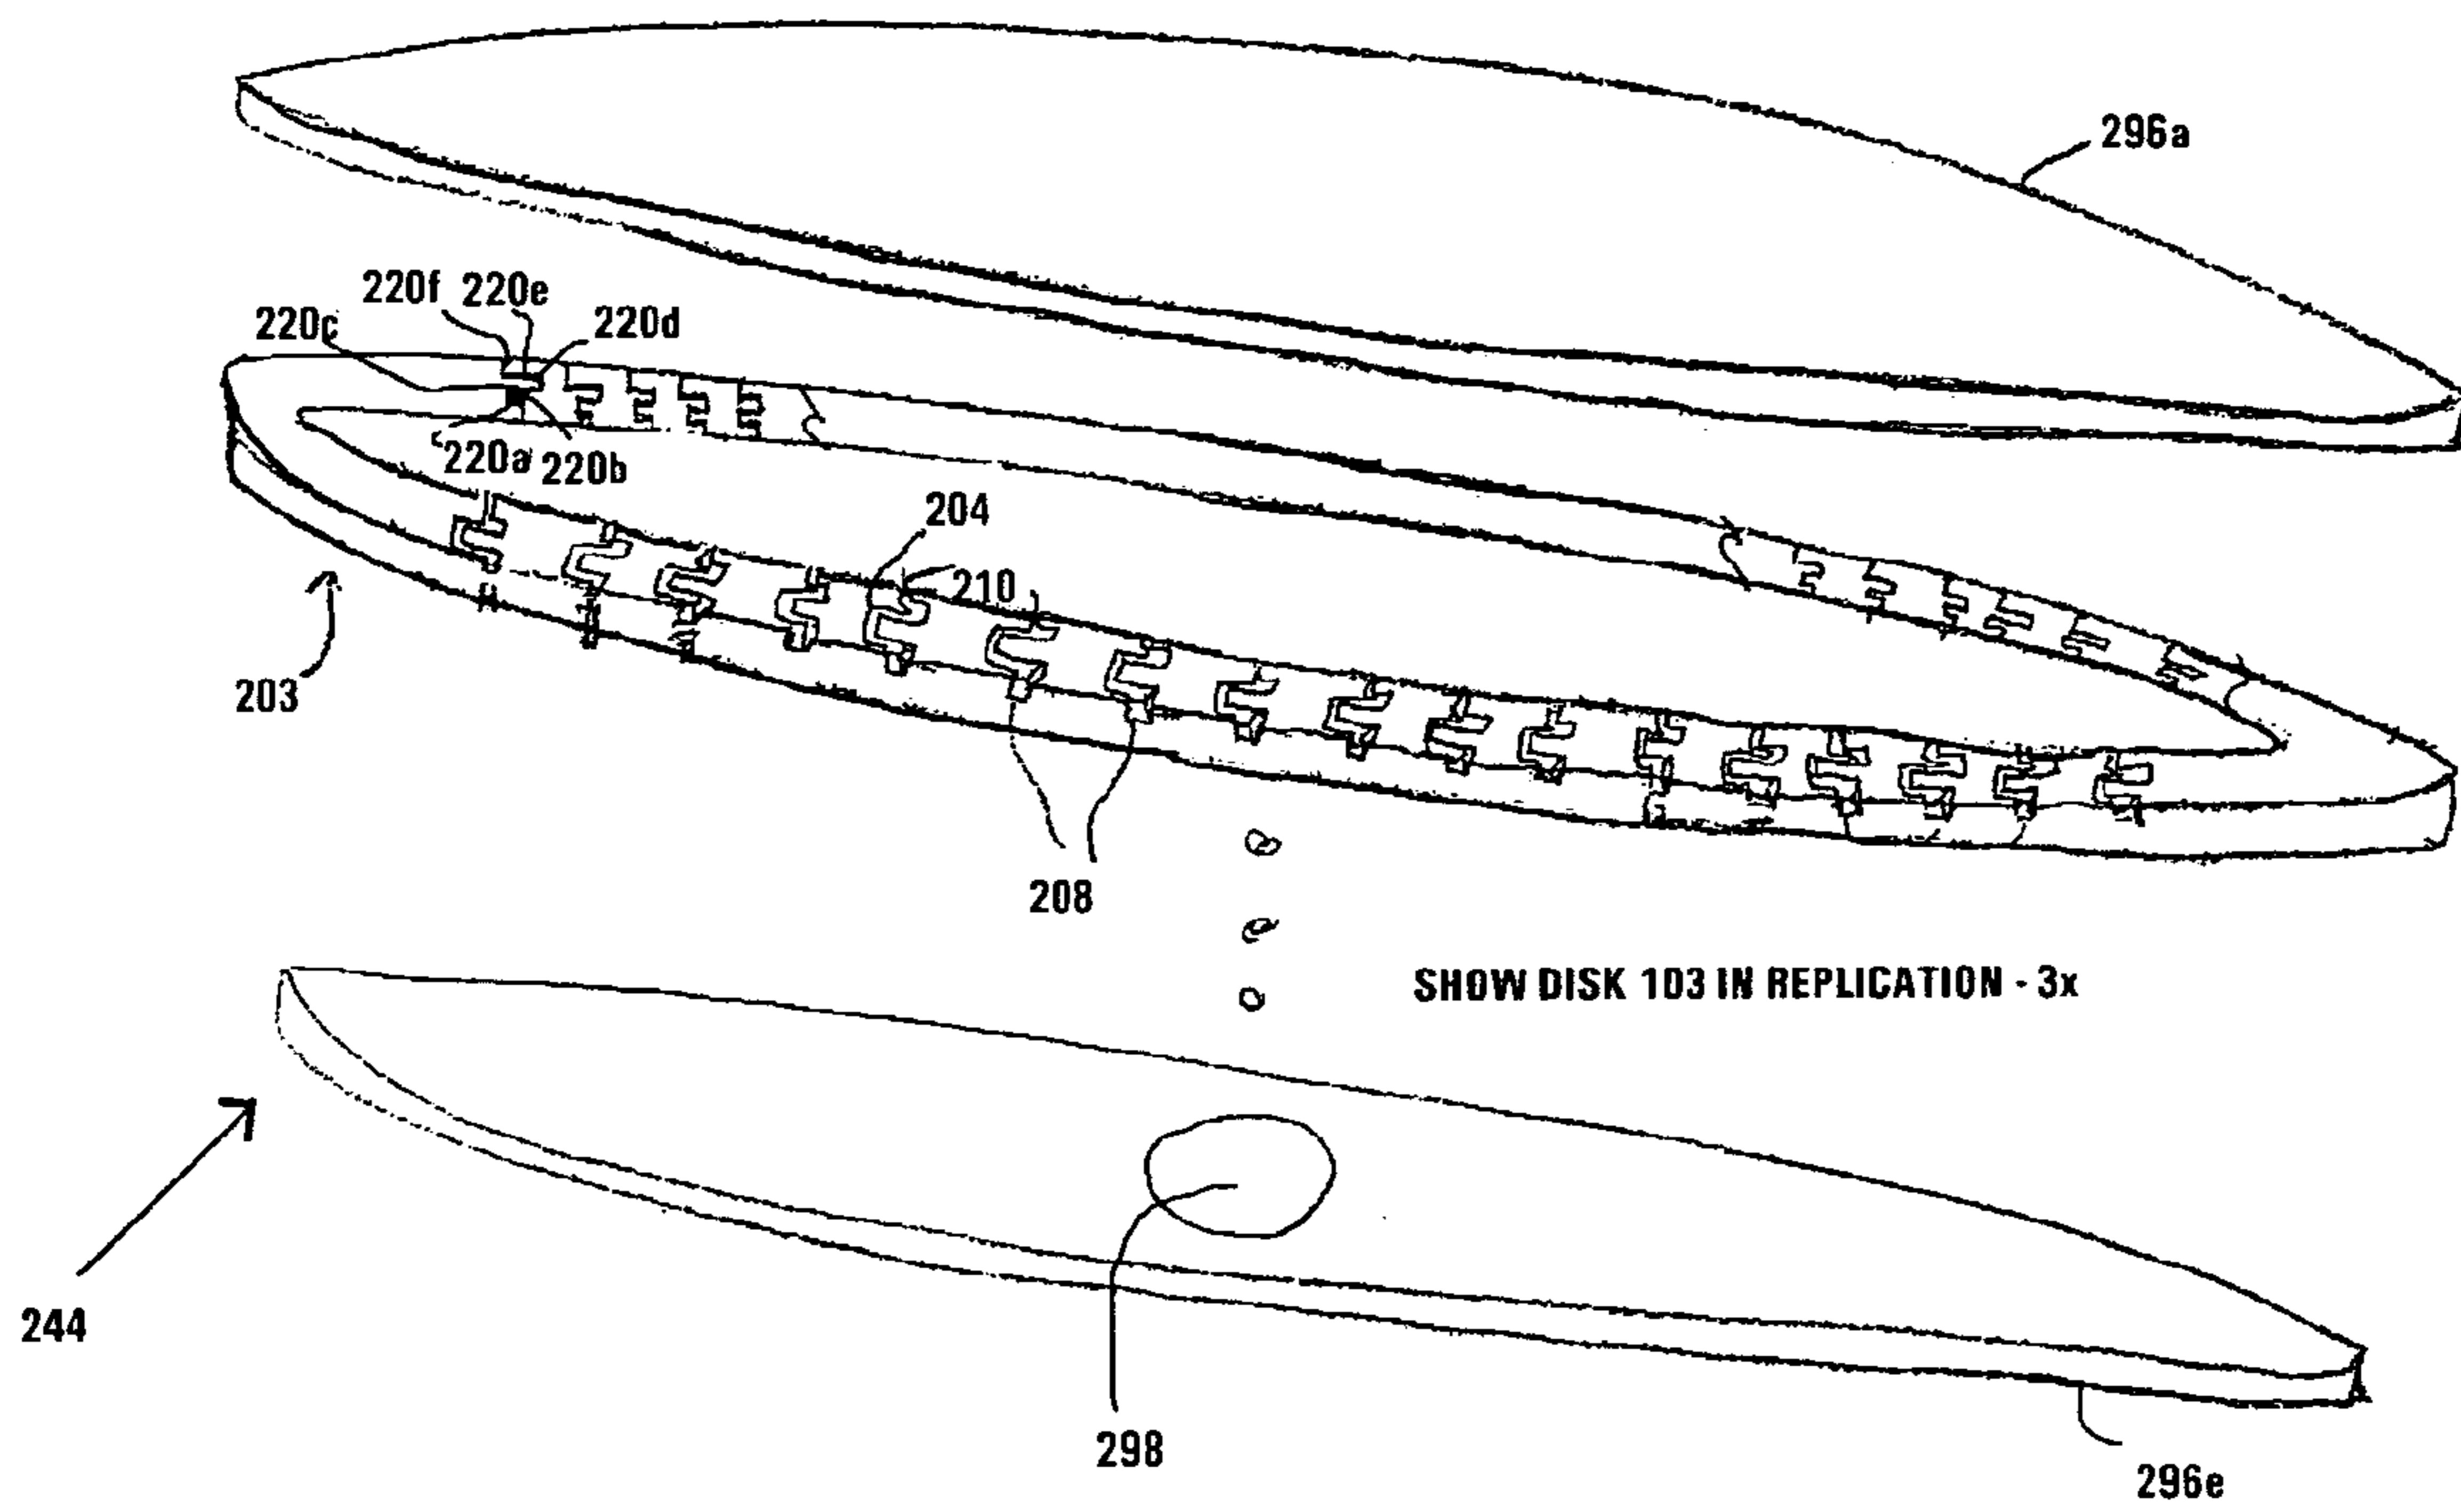 296a
220f 220e
220c 220d
220a 220b
204
210
203
208
SHOW DISK 103 IN REPLICATION - 3x
244
298
296e